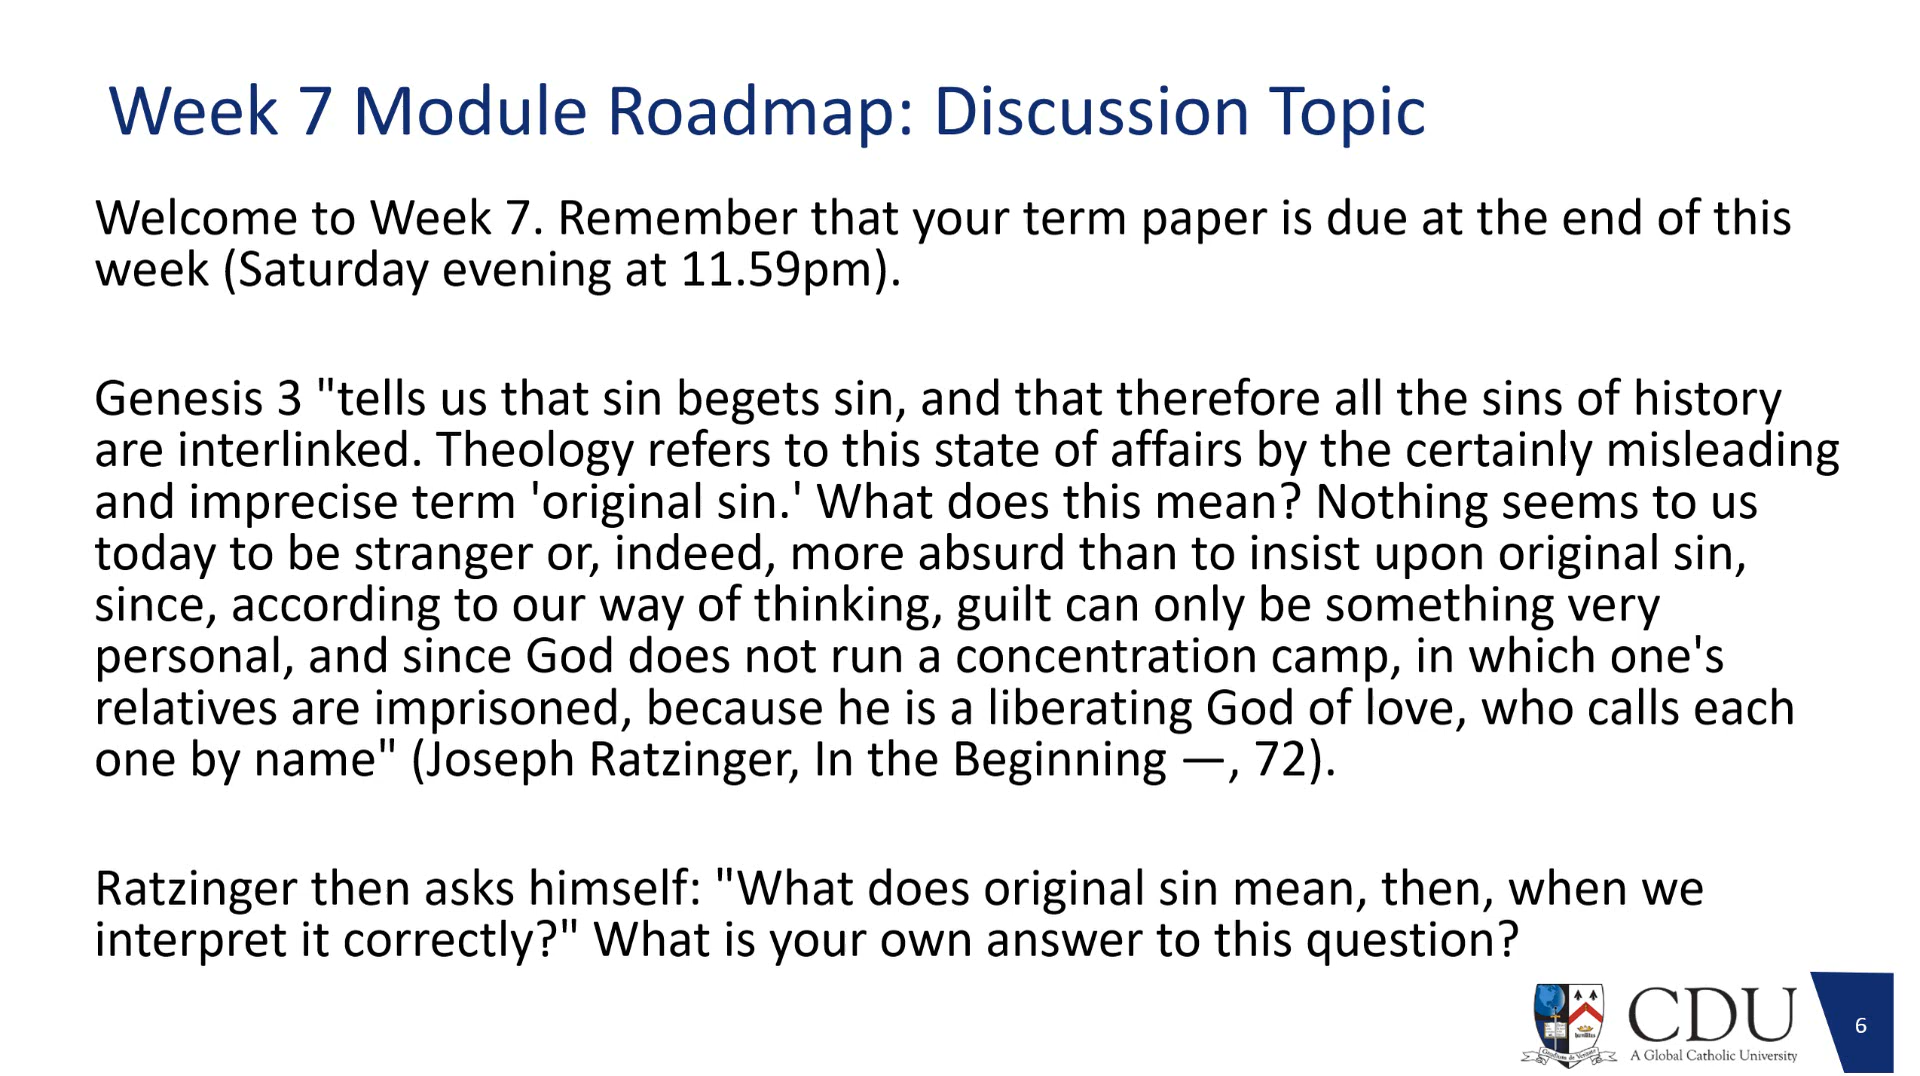 Week 7 Module Roadmap: Discussion Topic
Welcome to Week 7. Remember that your term paper is due at the end of this
week (Saturday evening at 11.59pm).
Genesis 3 "tells us that sin begets sin, and that therefore all the sins of history
are interlinked. Theology refers to this state of affairs by the certainly misleading
and imprecise term 'original sin.' What does this mean? Nothing seems to us
today to be stranger or, indeed, more absurd than to insist upon original sin,
since, according to our way of thinking, guilt can only be something very
personal, and since God does not run a concentration camp, in which one's
relatives are imprisoned, because he is a liberating God of love, who calls each
one by name" (Joseph Ratzinger, In the Beginning —, 72).
Ratzinger then asks himself: "What does original sin mean, then, when we
interpret it correctly?" What is your own answer to this question?
CDU
A Global Catholic University
6